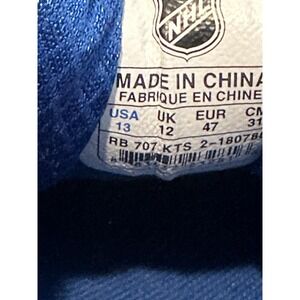 NHL
MADE IN CHINA
FABRIQUE EN CHINE
USA UK EUR CM
13 12 47 31
RB 707 KTS 2-180784